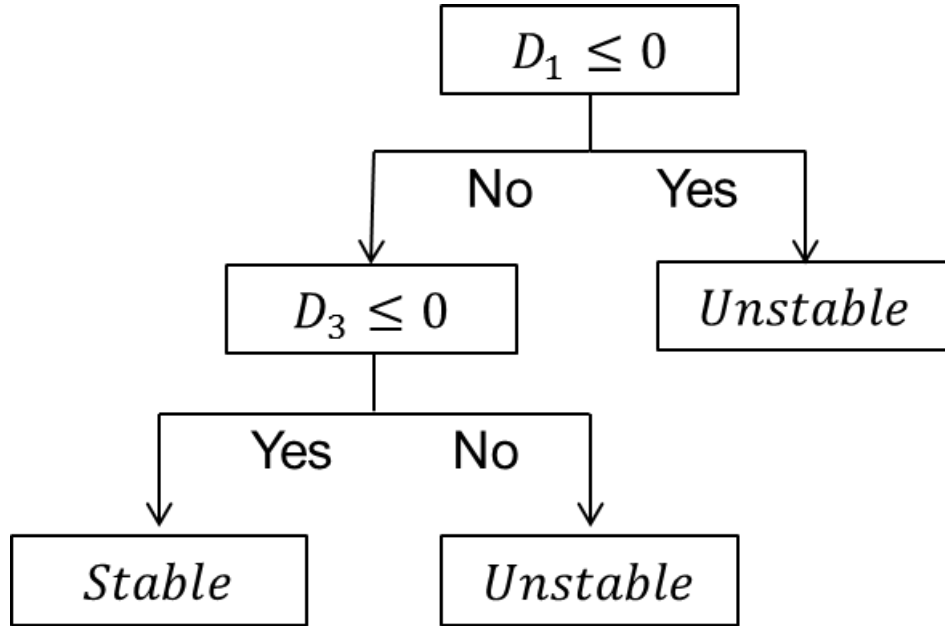 D₁ ≤ 0
No Yes
D₃ ≤ 0
Unstable
Yes No
Stable
Unstable